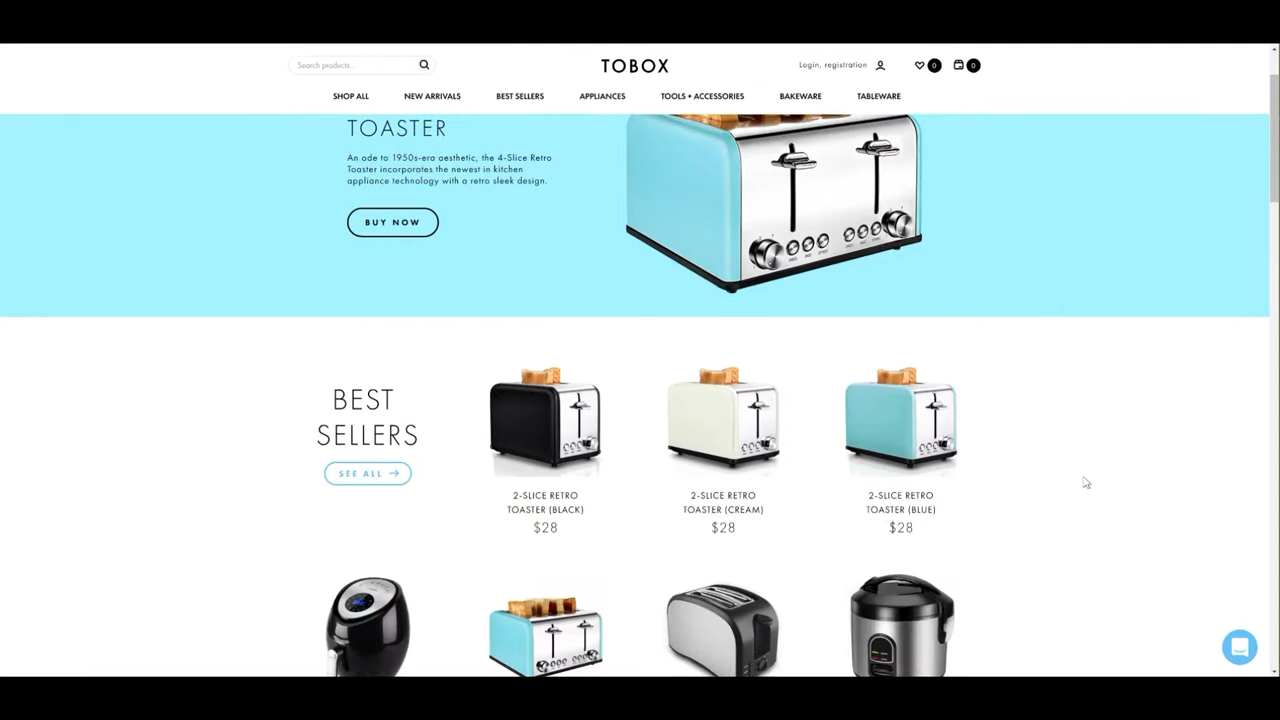 Search products...
TOBOX
Login, registration
0
0
SHOP ALL
NEW ARRIVALS
BEST SELLERS
APPLIANCES
TOOLS + ACCESSORIES
BAKEWARE
TABLEWARE
TOASTER
An ode to 1950s-era aesthetic, the 4-Slice Retro
Toaster incorporates the newest in kitchen
appliance technology with a retro sleek design.
BUY NOW
BEST
SELLERS
SEE ALL
2-SLICE RETRO
TOASTER (BLACK)
$28
2-SLICE RETRO
TOASTER (CREAM)
$28
2-SLICE RETRO
TOASTER (BLUE)
$28